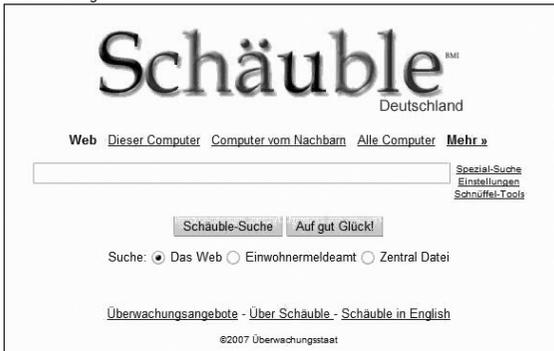 Schäuble BMI
Deutschland
Web Dieser Computer Computer vom Nachbarn Alle Computer Mehr »
Spezial-Suche
Einstellungen
Schnüffel-Tools
Schäuble-Suche Auf gut Glück!
Suche: Das Web Einwohnermeldeamt Zentral Datei
Überwachungsangebote - Über Schäuble - Schäuble in English
©2007 Überwachungsstaat